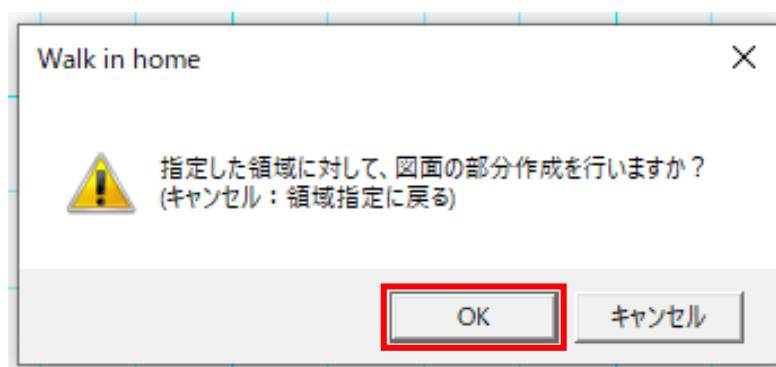 Walk in home
指定した領域に対して、図面の部分作成を行いますか？
(キャンセル：領域指定に戻る)
OK
キャンセル